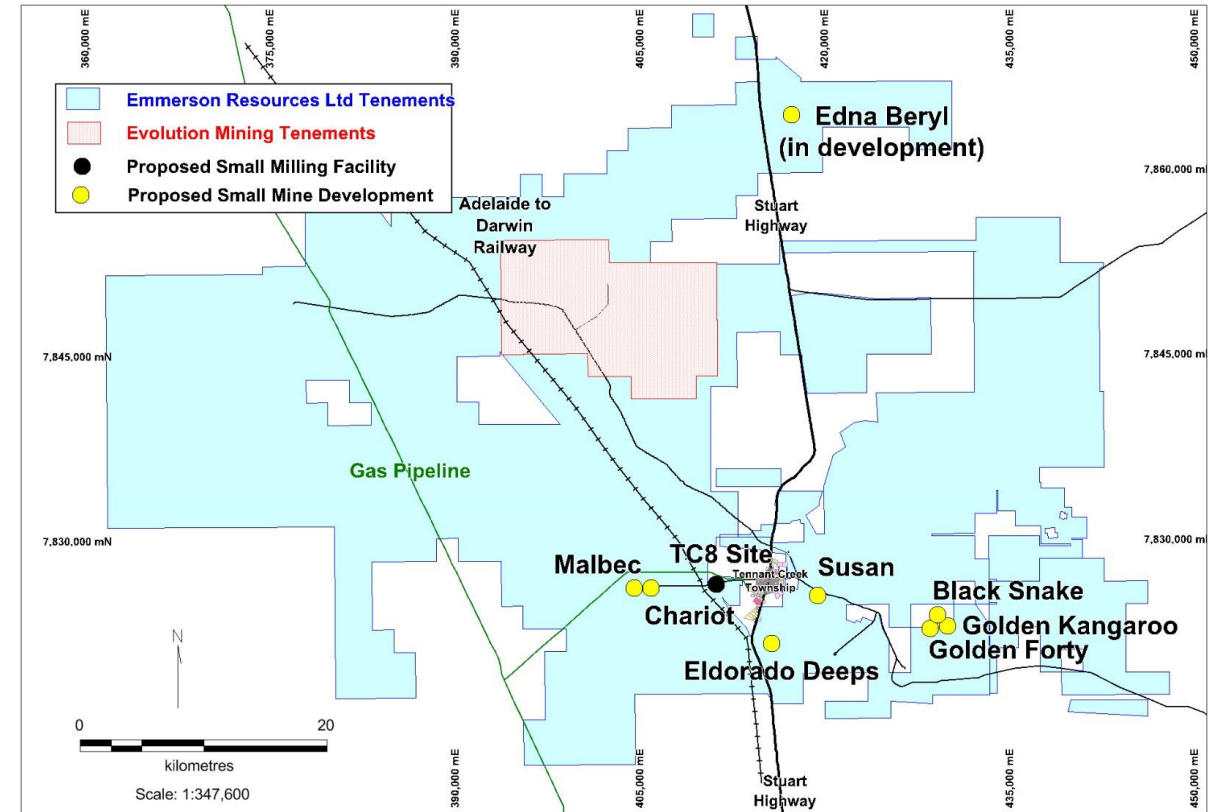 360,000 mE
375,000 mE
390,000 mE
405,000 mE
420,000 mE
435,000 mE
450,000 mE
Emmerson Resources Ltd Tenements
Evolution Mining Tenements
Proposed Small Milling Facility
Proposed Small Mine Development
Edna Beryl
(in development)
7,860,000 mN
Adelaide to
Darwin
Railway
Stuart
Highway
7,845,000 mN
7,845,000 mN
Gas Pipeline
7,830,000 mN
7,830,000 mN
Malbec
TC8 Site
Tennant Creek
Township
Susan
Chariot
Black Snake
Golden Kangaroo
Golden Forty
Eldorado Deeps
N
0
20
kilometres
Scale: 1:347,600
390,000 mE
405,000 mE
Stuart
Highway
435,000 mE
450,000 mE